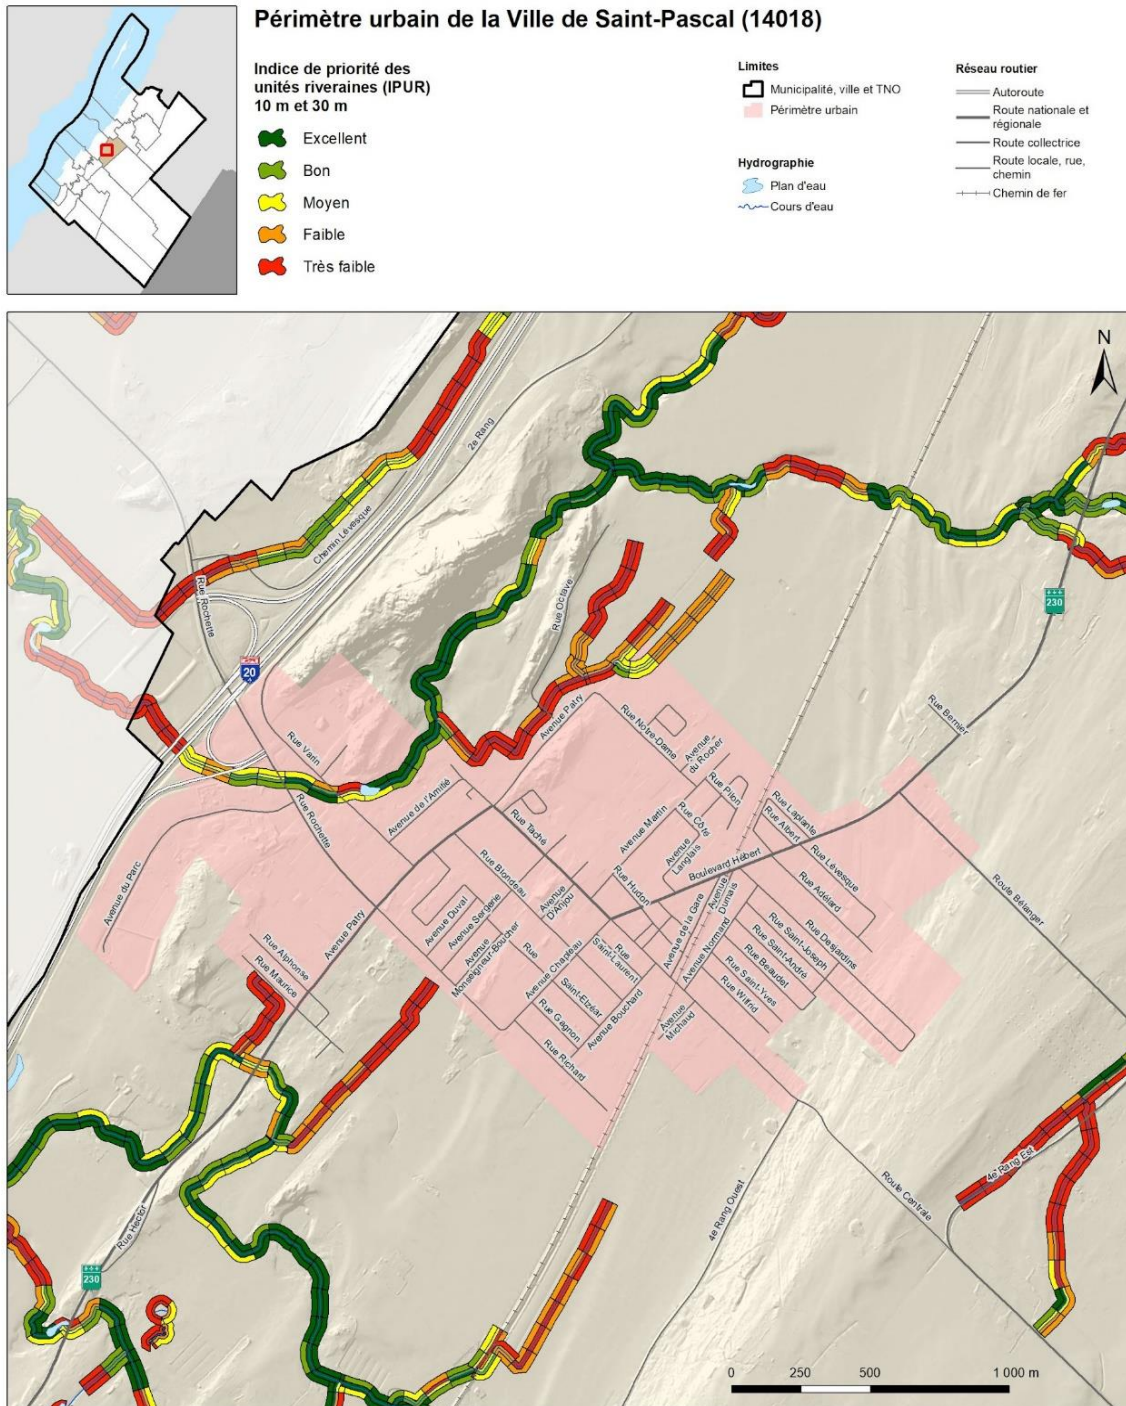 Périmètre urbain de la Ville de Saint-Pascal (14018)
Indice de priorité des
unités riveraines (IPUR)
10 m et 30 m
Excellent
Bon
Moyen
Faible
Très faible
Limites
Municipalité, ville et TNO
Périmètre urbain
Hydrographie
Plan d'eau
Cours d'eau
Réseau routier
Autoroute
Route nationale et
régionale
Route collectrice
Route locale, rue,
chemin
Chemin de fer
N
2e Rang
Chemin Lévesque
Rue Rochette
20
Rue Octave
230
Rue Bernier
Avenue Patry
Rue Notre-Dame
Avenue
du Rocher
Rue Varin
Rue Pilon
Avenue de l'Amitié
Rue Rochette
Rue Taché
Avenue Martin
Rue Côté
Rue Laplante
Rue Albert
Avenue
Langlais
Boulevard Hébert
Rue Lévesque
Rue Adélard
Route Bélanger
Avenue du Parc
Rue Blondeau
Avenue
D'Anjou
Rue Hudon
Avenue
Dumais
Avenue Duval
Avenue Sergerie
Avenue
Monseigneur-Boucher
Avenue Patry
Rue
Saint-Elzéar
Avenue Chapleau
Rue
Saint-Laurent
Avenue de la Gare
Avenue Normand
Rue Desjardins
Rue Saint-Joseph
Rue Saint-André
Rue Beaudet
Rue Saint-Yves
Rue Wilfrid
Rue Alphonse
Rue Maurice
Rue Gagnon
Avenue Bouchard
Avenue
Michaud
Rue Richard
4e Rang Est
Route Centrale
4e Rang Ouest
Rue Hector
230
0 250 500 1 000 m